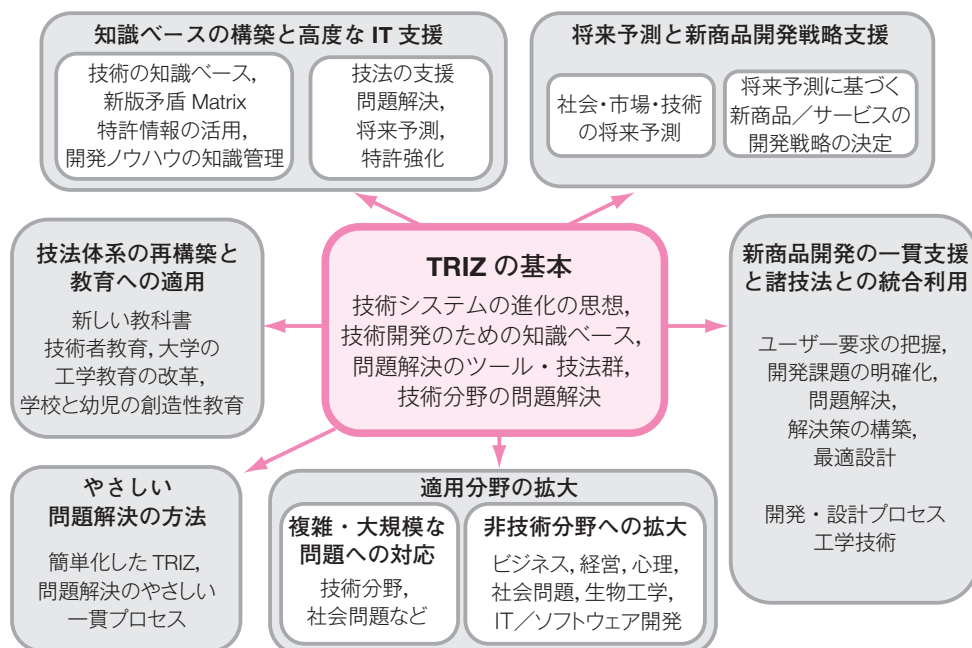 知識ベースの構築と高度な IT 支援
技術の知識ベース,
新版矛盾 Matrix
特許情報の活用,
開発ノウハウの知識管理
技法の支援
問題解決,
将来予測,
特許強化
将来予測と新商品開発戦略支援
社会・市場・技術
の将来予測
将来予測に基づく
新商品／サービスの
開発戦略の決定
技法体系の再構築と
教育への適用
新しい教科書
技術者教育, 大学の
工学教育の改革,
学校と幼児の創造性教育
TRIZ の基本
技術システムの進化の思想,
技術開発のための知識ベース,
問題解決のツール・技法群,
技術分野の問題解決
新商品開発の一貫支援
と諸技法との統合利用
ユーザー要求の把握,
開発課題の明確化,
問題解決,
解決策の構築,
最適設計
開発・設計プロセス
工学技術
やさしい
問題解決の方法
簡単化した TRIZ,
問題解決のやさしい
一貫プロセス
適用分野の拡大
複雑・大規模な
問題への対応
技術分野,
社会問題など
非技術分野への拡大
ビジネス, 経営, 心理,
社会問題, 生物工学,
IT／ソフトウェア開発